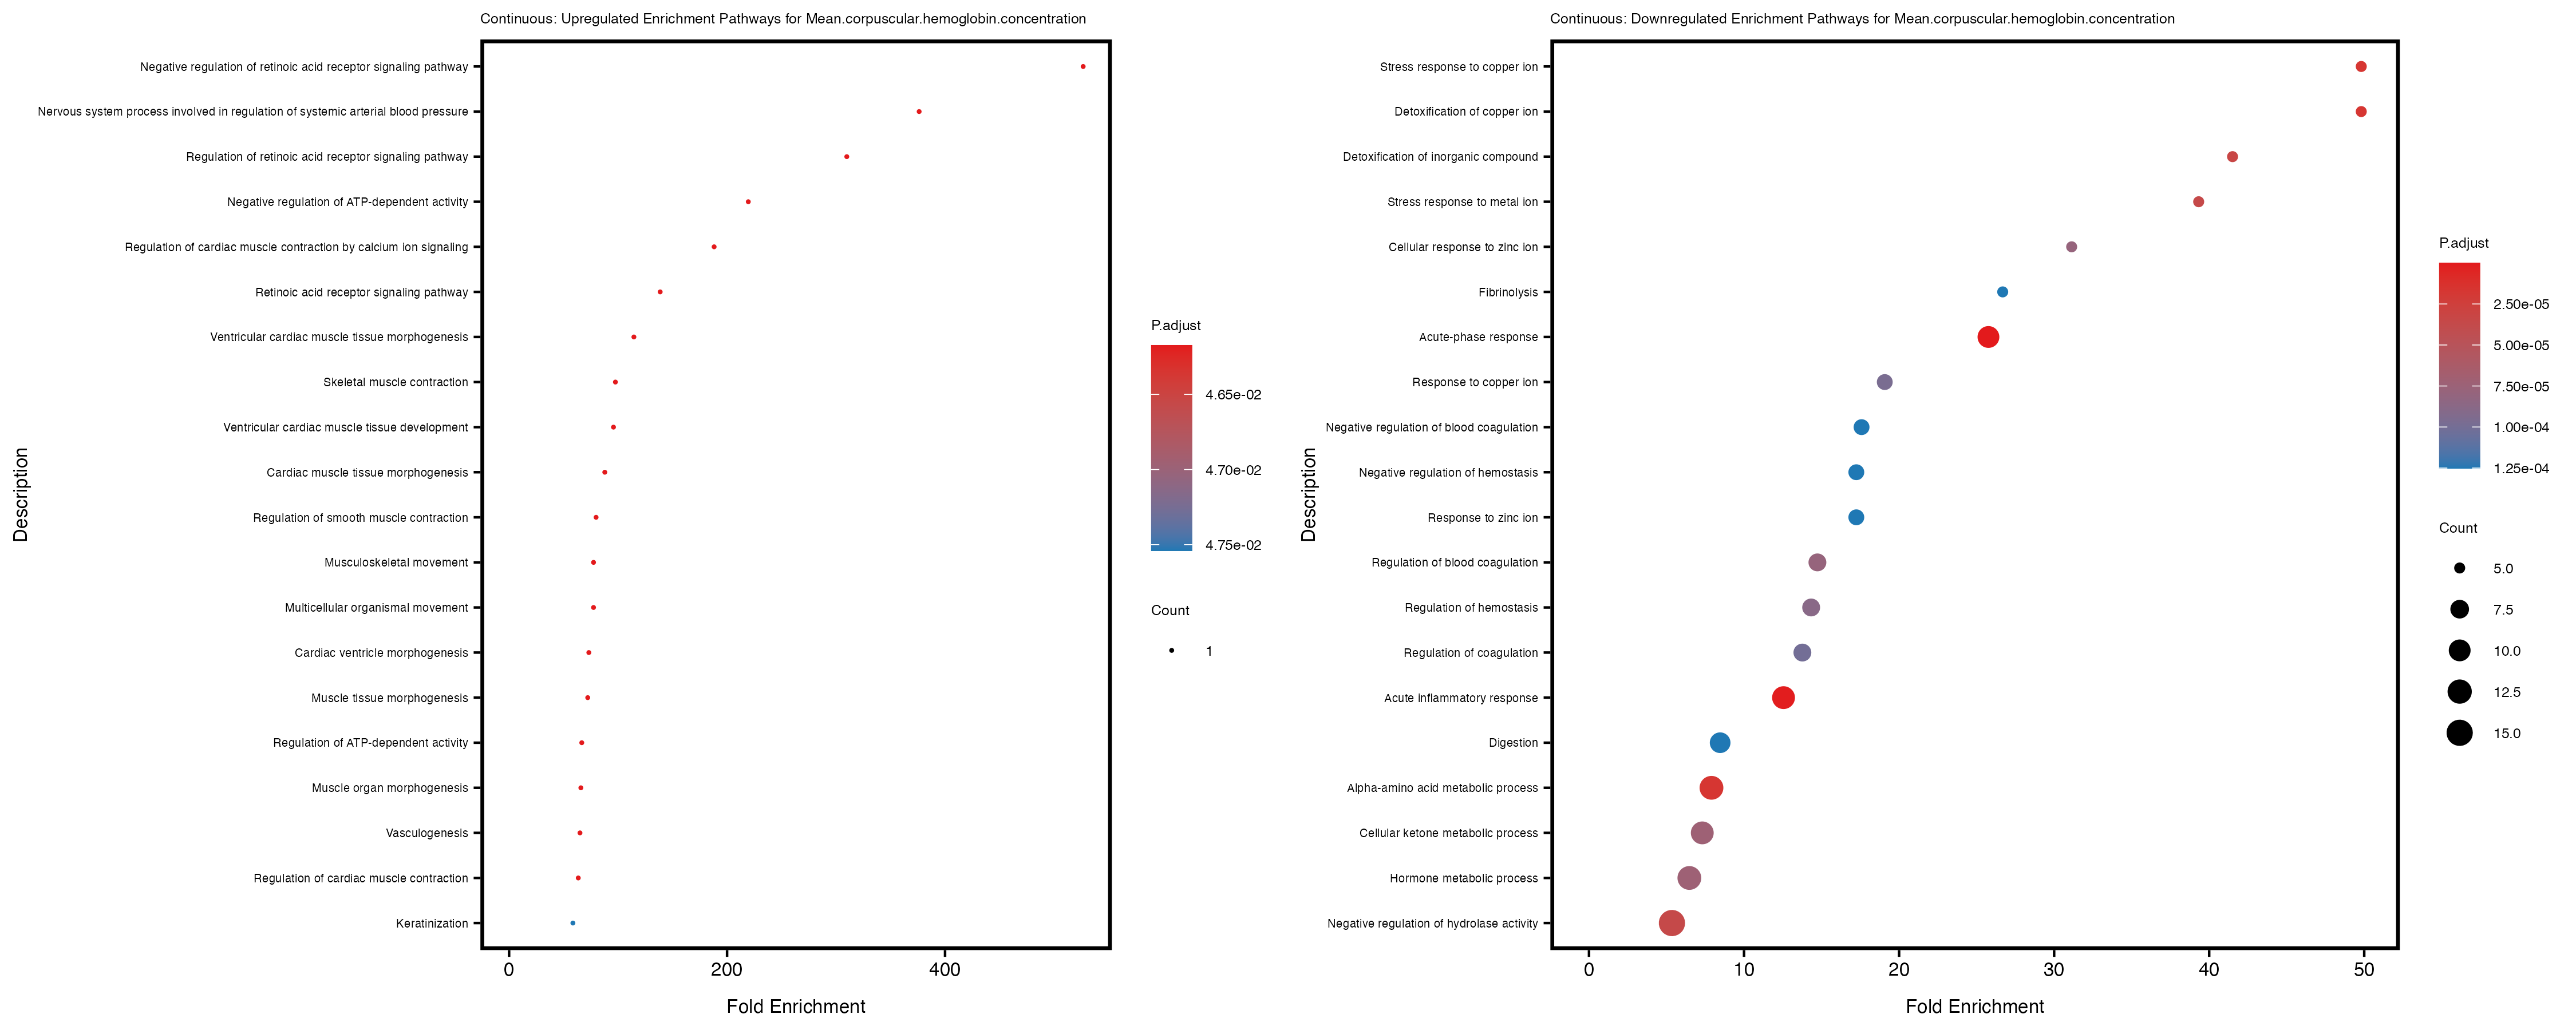 Continuous: Upregulated Enrichment Pathways for Mean.corpuscular.hemoglobin.concentration
Description
Negative regulation of retinoic acid receptor signaling pathway
Nervous system process involved in regulation of systemic arterial blood pressure
Regulation of retinoic acid receptor signaling pathway
Negative regulation of ATP-dependent activity
Regulation of cardiac muscle contraction by calcium ion signaling
Retinoic acid receptor signaling pathway
Ventricular cardiac muscle tissue morphogenesis
Skeletal muscle contraction
Ventricular cardiac muscle tissue development
Cardiac muscle tissue morphogenesis
Regulation of smooth muscle contraction
Musculoskeletal movement
Multicellular organismal movement
Cardiac ventricle morphogenesis
Muscle tissue morphogenesis
Regulation of ATP-dependent activity
Muscle organ morphogenesis
Vasculogenesis
Regulation of cardiac muscle contraction
Keratinization
0 200 400
Fold Enrichment
P.adjust
4.65e-02
4.70e-02
4.75e-02
Count
1
Continuous: Downregulated Enrichment Pathways for Mean.corpuscular.hemoglobin.concentration
Description
Stress response to copper ion
Detoxification of copper ion
Detoxification of inorganic compound
Stress response to metal ion
Cellular response to zinc ion
Fibrinolysis
Acute-phase response
Response to copper ion
Negative regulation of blood coagulation
Negative regulation of hemostasis
Response to zinc ion
Regulation of blood coagulation
Regulation of hemostasis
Regulation of coagulation
Acute inflammatory response
Digestion
Alpha-amino acid metabolic process
Cellular ketone metabolic process
Hormone metabolic process
Negative regulation of hydrolase activity
0 10 20 30 40 50
Fold Enrichment
P.adjust
2.50e-05
5.00e-05
7.50e-05
1.00e-04
1.25e-04
Count
5.0
7.5
10.0
12.5
15.0